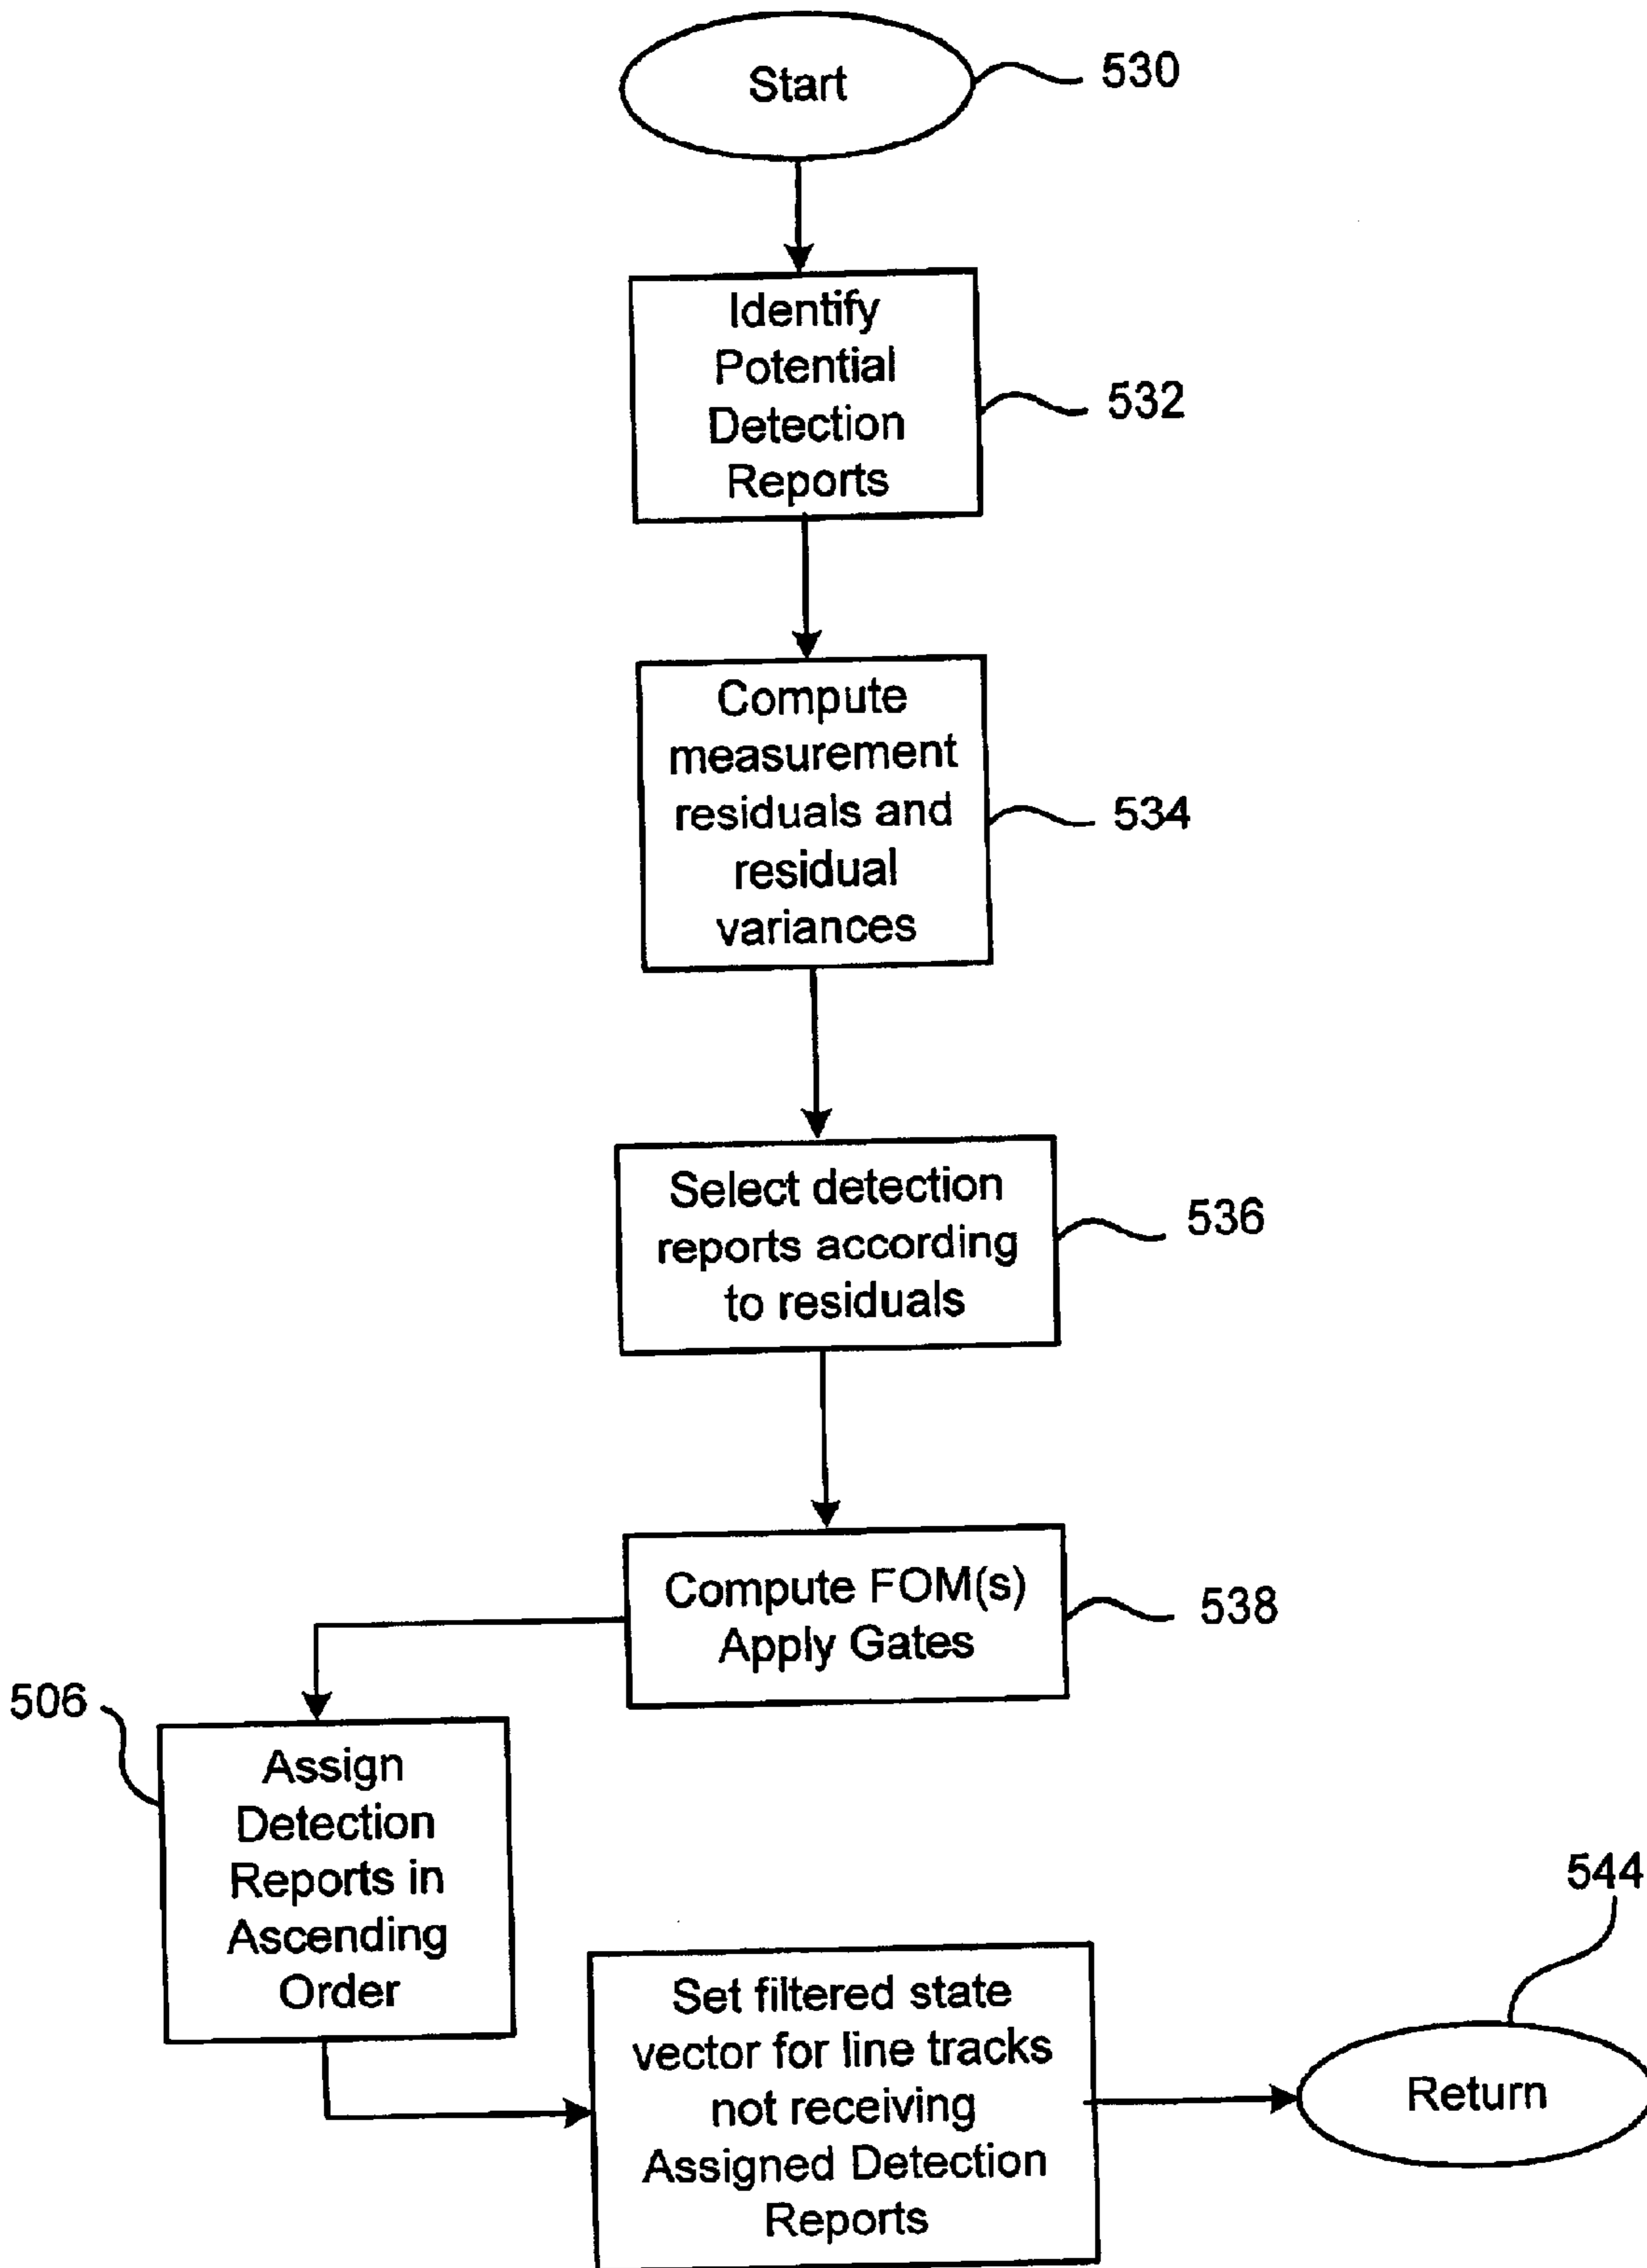 Start
530
Identify
Potential
Detection
Reports
532
Compute
measurement
residuals and
residual
variances
534
Select detection
reports according
to residuals
536
Compute FOM(s)
Apply Gates
538
506
Assign
Detection
Reports in
Ascending
Order
Set filtered state
vector for line tracks
not receiving
Assigned Detection
Reports
544
Return